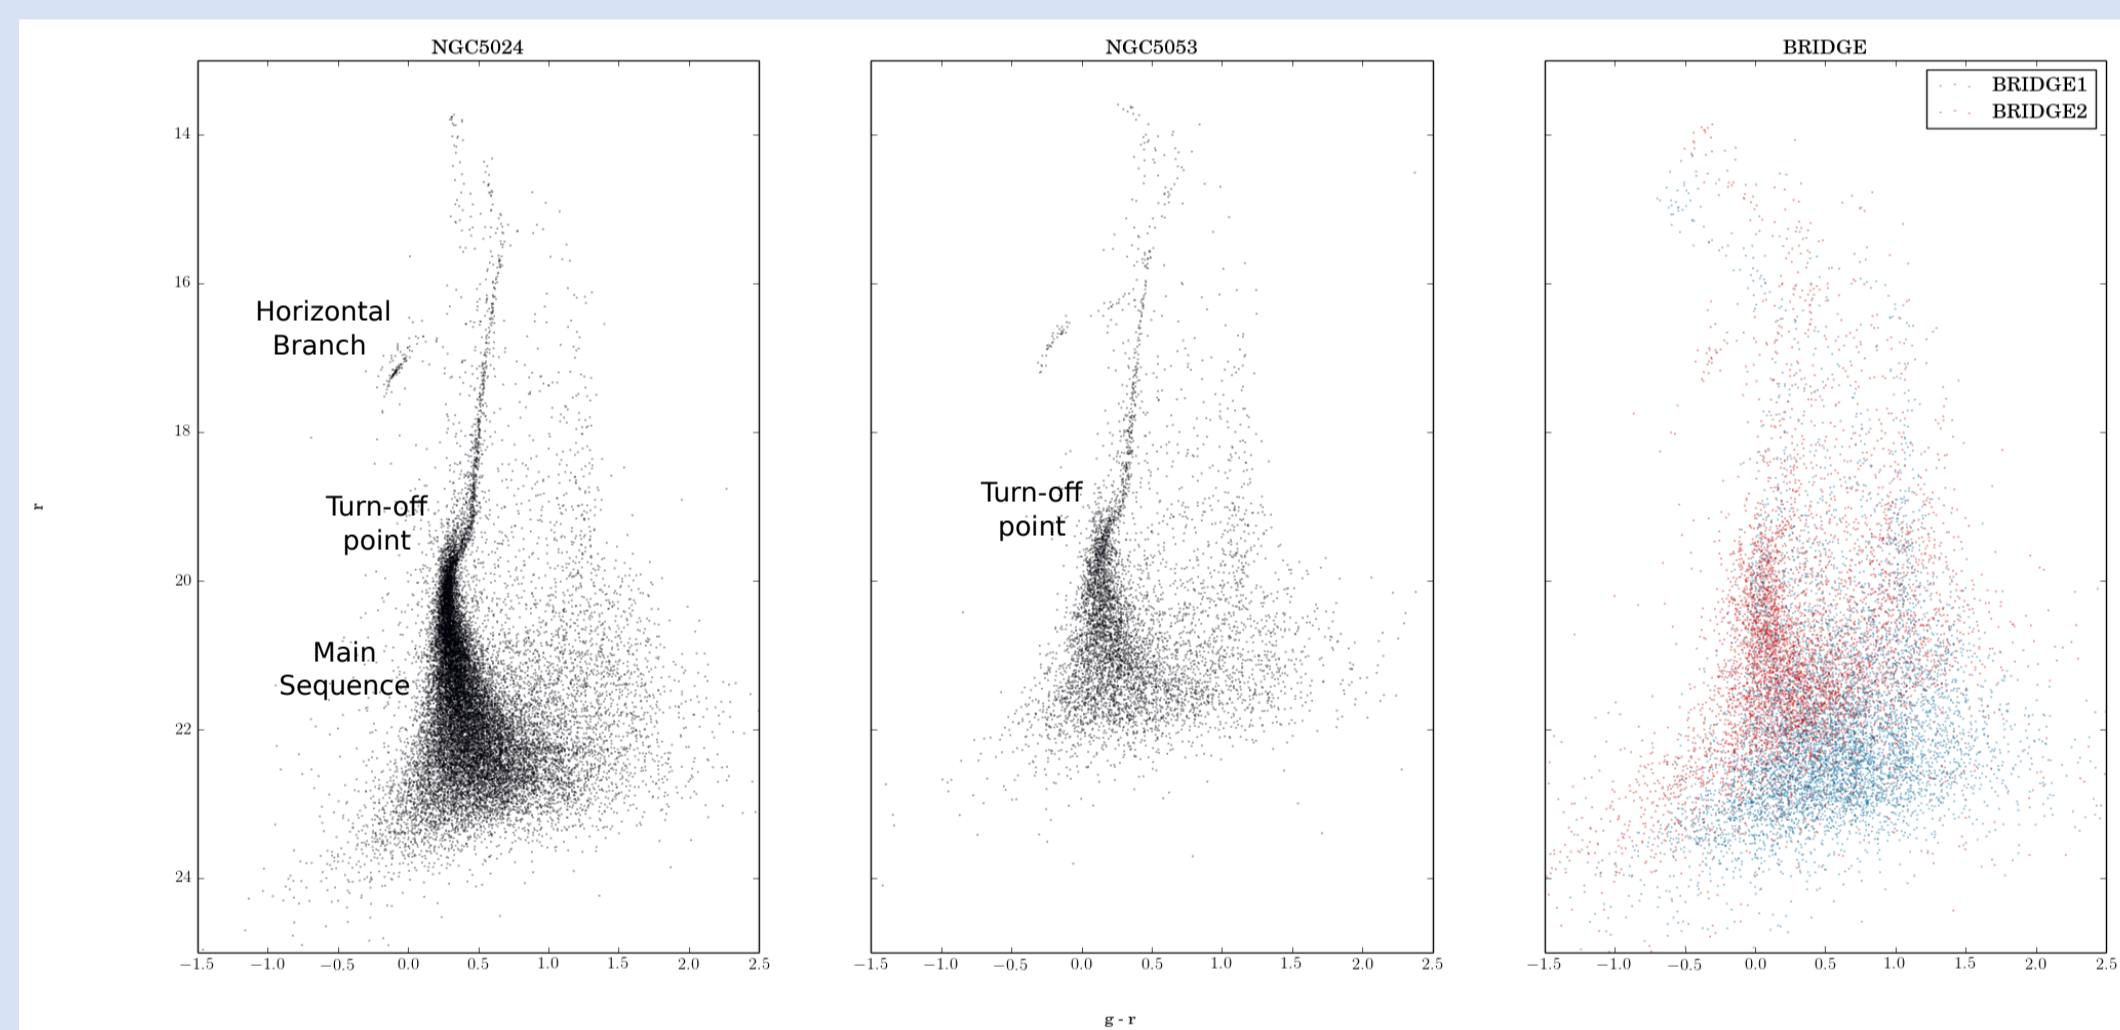 NGC5024
NGC5053
BRIDGE
BRIDGE1
BRIDGE2
14
16
18
20
22
24
r
Horizontal
Branch
Turn-off
point
Main
Sequence
Turn-off
point
−1.5 −1.0 −0.5 0.0 0.5 1.0 1.5 2.0 2.5
−1.5 −1.0 −0.5 0.0 0.5 1.0 1.5 2.0 2.5
−1.5 −1.0 −0.5 0.0 0.5 1.0 1.5 2.0 2.5
g - r